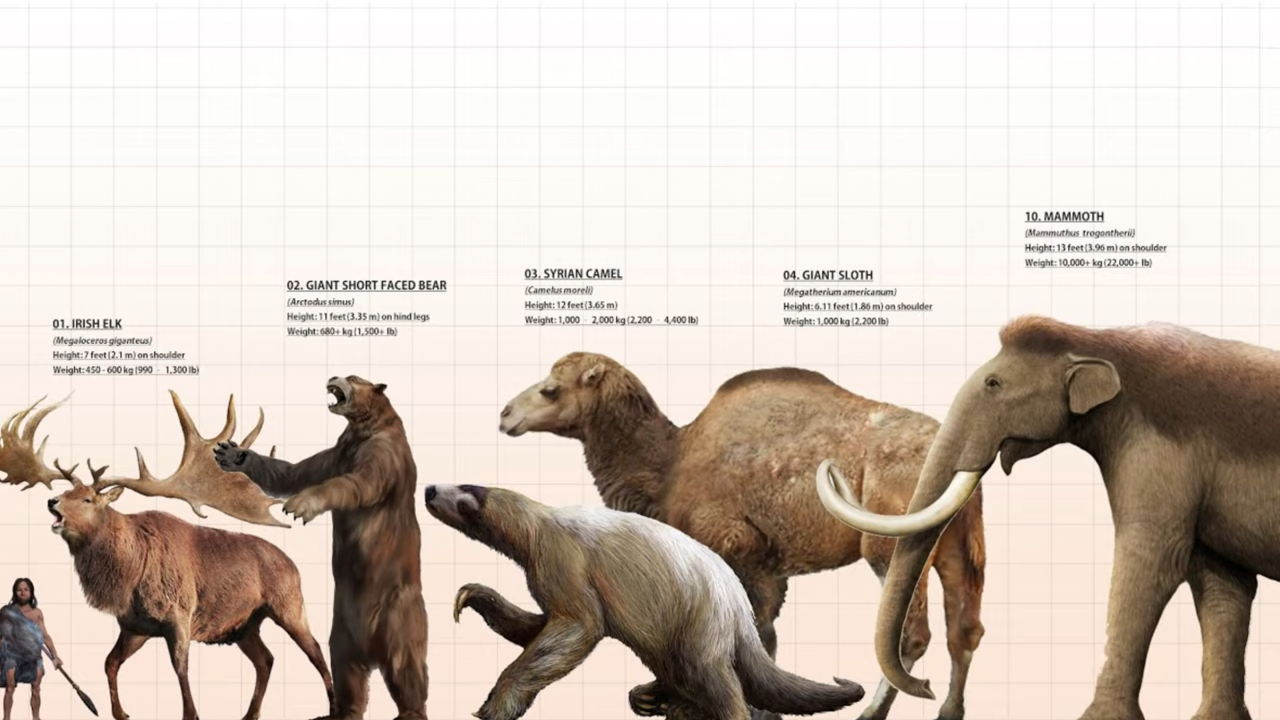 01. IRISH ELK
(Megaloceros giganteus)
Height: 7 feet (2.1 m) on shoulder
Weight: 450 - 600 kg (990 - 1,300 lb)
02. GIANT SHORT FACED BEAR
(Arctodus simus)
Height: 11 feet (3.35 m) on hind legs
Weight: 680+ kg (1,500+ lb)
03. SYRIAN CAMEL
(Camelus moreli)
Height: 12 feet (3.65 m)
Weight: 1,000 - 2,000 kg (2,200 - 4,400 lb)
04. GIANT SLOTH
(Megatherium americanum)
Height: 6.11 feet (1.86 m) on shoulder
Weight: 1,000 kg (2,200 lb)
10. MAMMOTH
(Mammuthus trogontherii)
Height: 13 feet (3.96 m) on shoulder
Weight: 10,000+ kg (22,000+ lb)